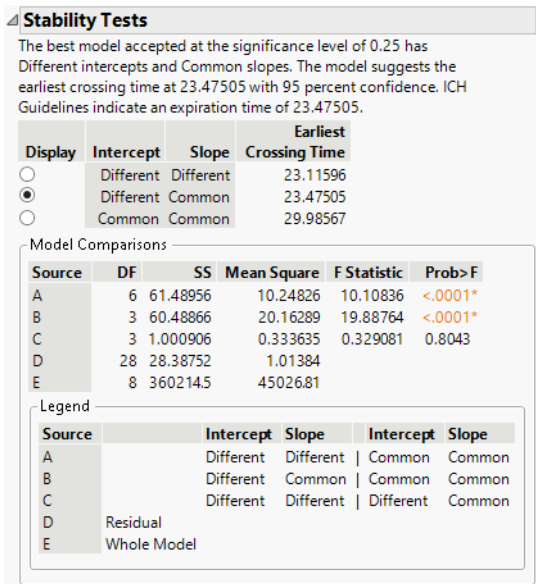 Stability Tests
The best model accepted at the significance level of 0.25 has
Different intercepts and Common slopes. The model suggests the
earliest crossing time at 23.47505 with 95 percent confidence. ICH
Guidelines indicate an expiration time of 23.47505.
Earliest
Display Intercept Slope Crossing Time
Different Different 23.11596
Different Common 23.47505
Common Common 29.98567
Model Comparisons
Source DF SS Mean Square F Statistic Prob>F
A 6 61.48956 10.24826 10.10836 <.0001*
B 3 60.48866 20.16289 19.88764 <.0001*
C 3 1.000906 0.333635 0.329081 0.8043
D 28 28.38752 1.01384
E 8 360214.5 45026.81
Legend
Source Intercept Slope Intercept Slope
A Different Different | Common Common
B Different Common | Common Common
C Different Different | Different Common
D Residual
E Whole Model